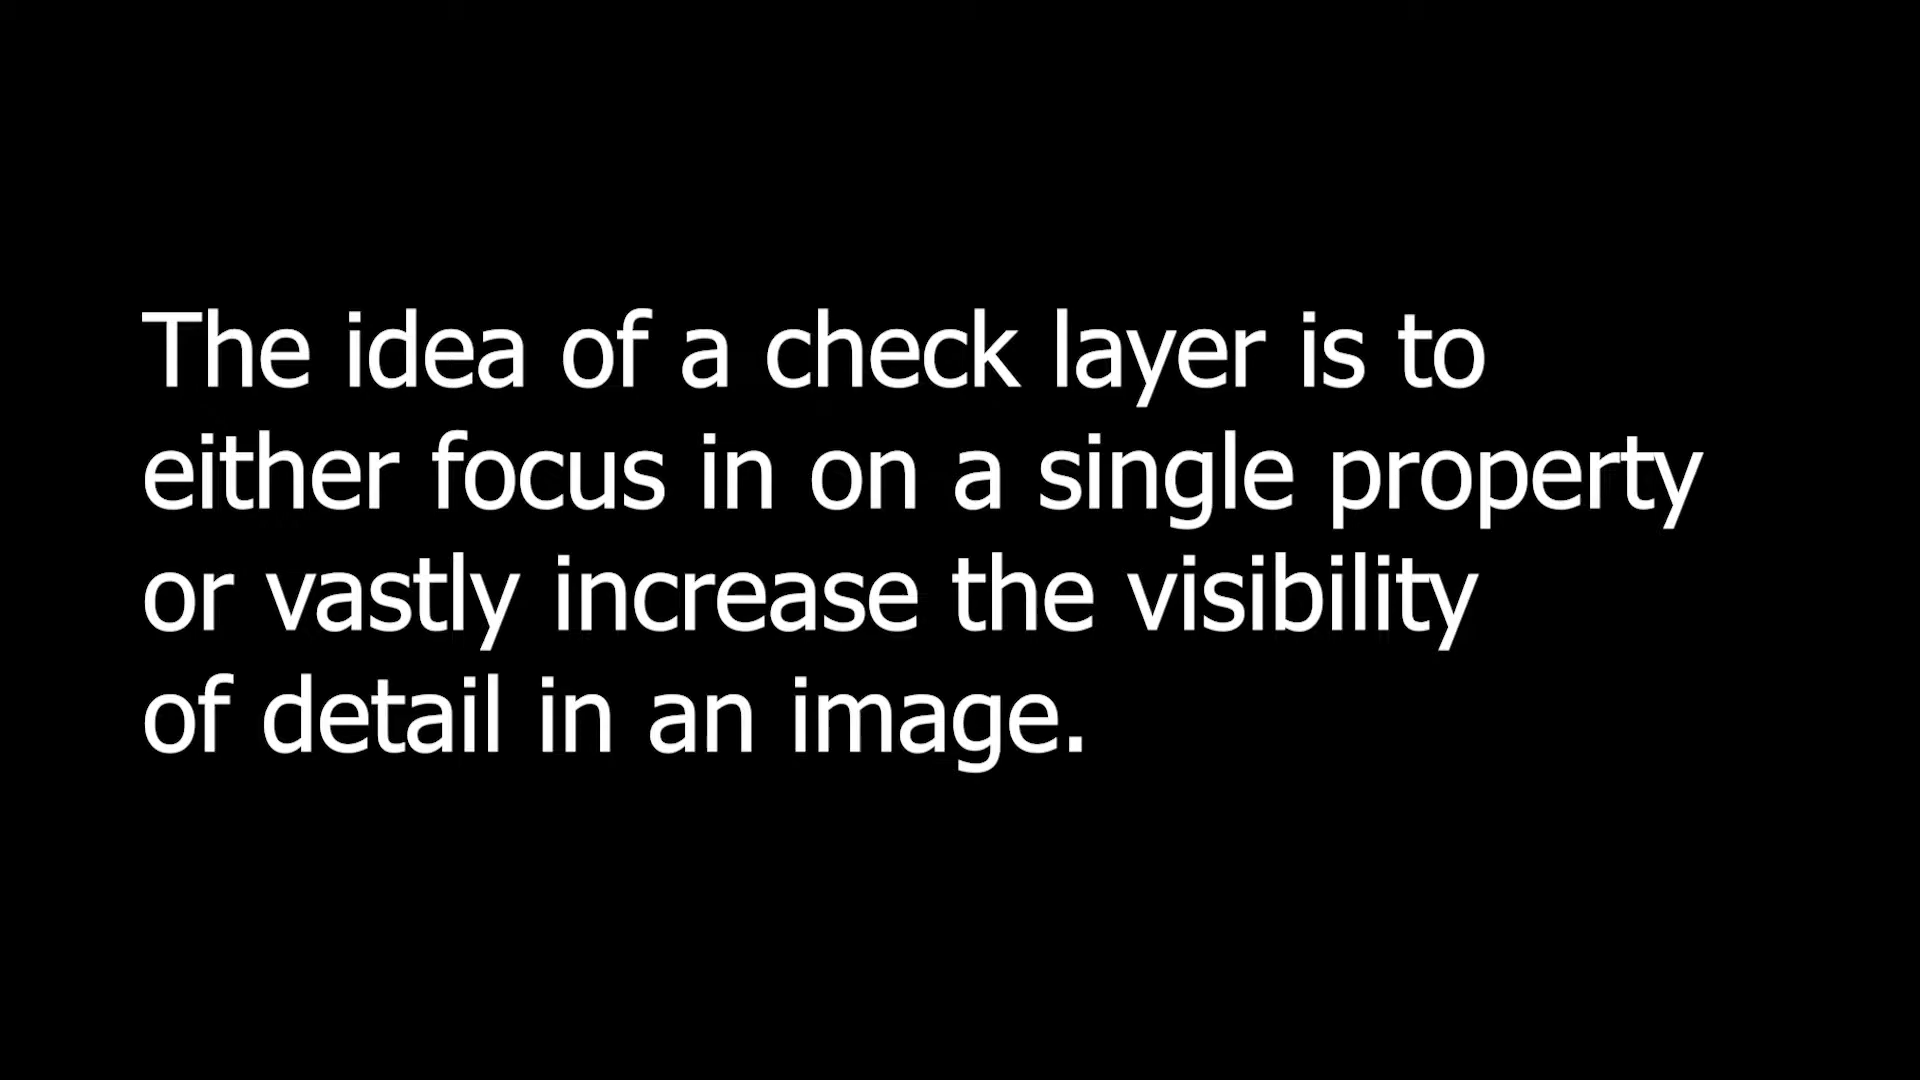 The idea of a check layer is to
either focus in on a single property
or vastly increase the visibility
of detail in an image.